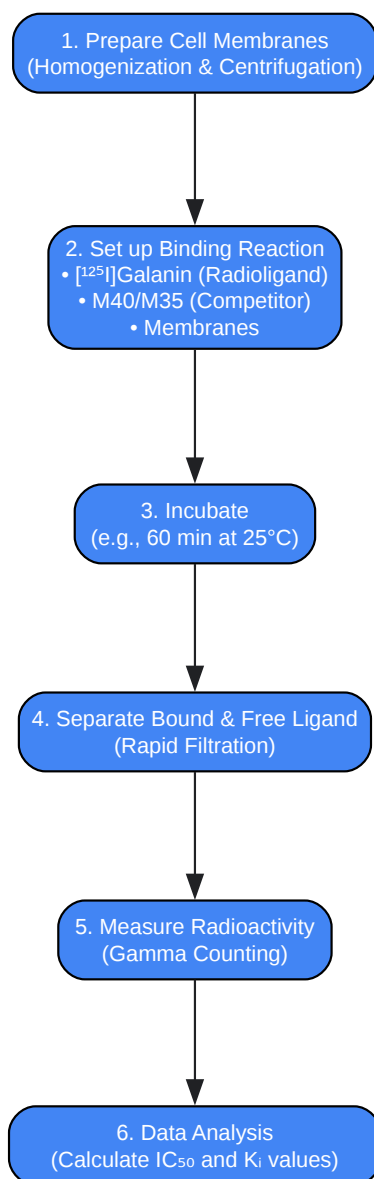 1. Prepare Cell Membranes
(Homogenization & Centrifugation)
2. Set up Binding Reaction
• [¹²⁵I]Galanin (Radioligand)
• M40/M35 (Competitor)
• Membranes
3. Incubate
(e.g., 60 min at 25°C)
4. Separate Bound & Free Ligand
(Rapid Filtration)
5. Measure Radioactivity
(Gamma Counting)
6. Data Analysis
(Calculate IC₅₀ and Kᵢ values)